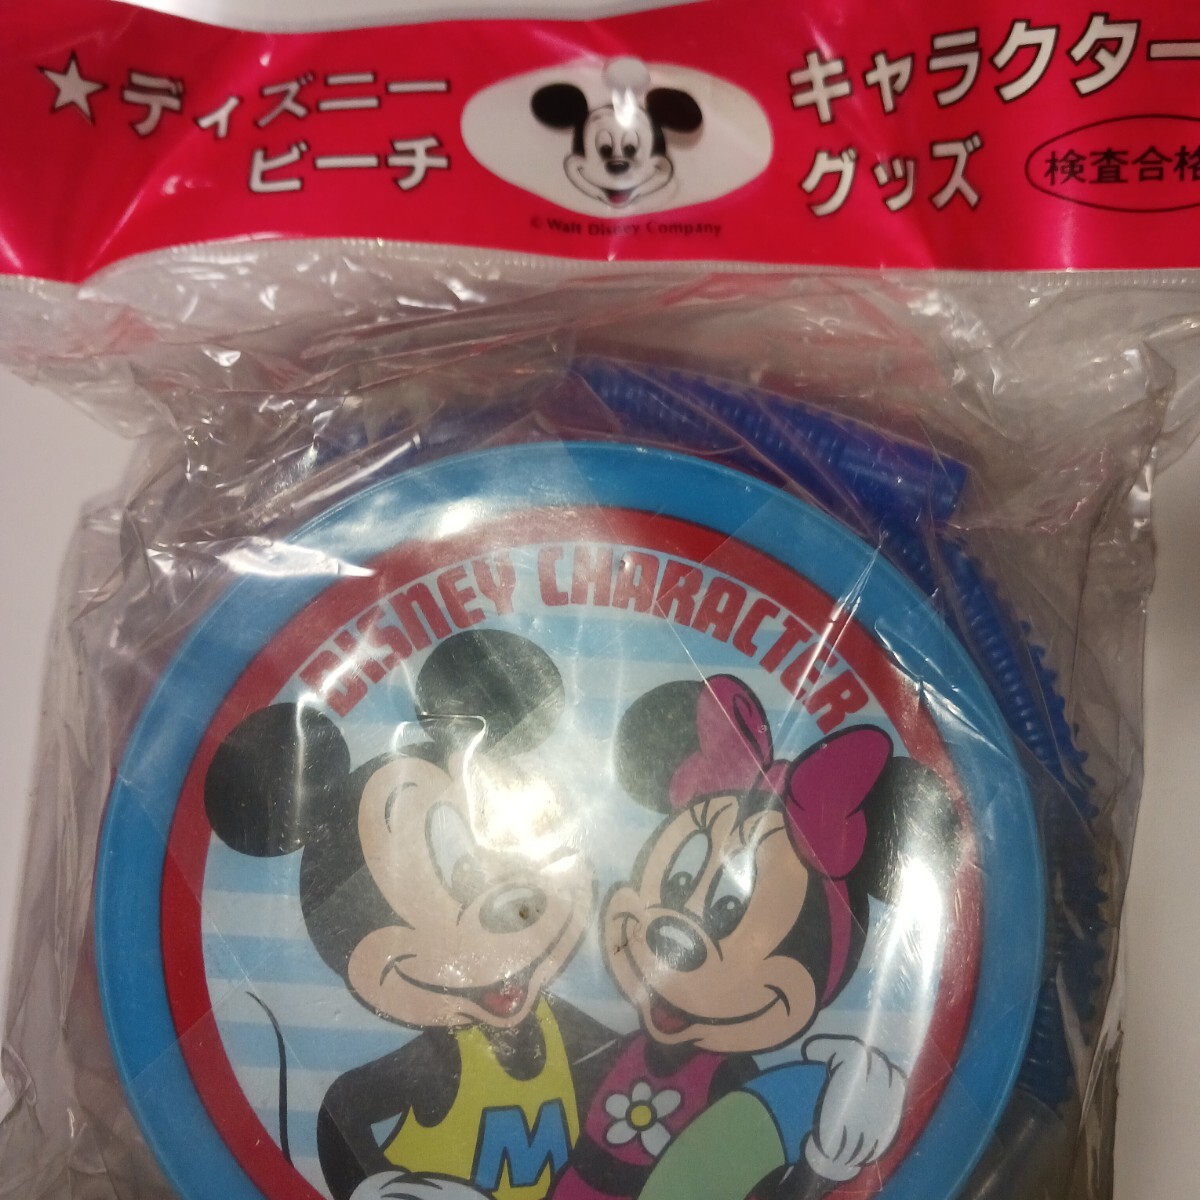 ★ディズニー
ビーチ
キャラクター
グッズ
検査合格
© Walt Disney Company
DISNEY CHARACTER
M